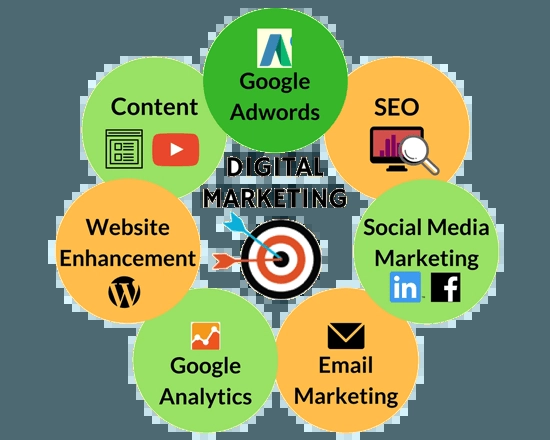 Google
Adwords
Content
SEO
DIGITAL
MARKETING
Website
Enhancement
Social Media
Marketing
in
f
Google
Analytics
Email
Marketing